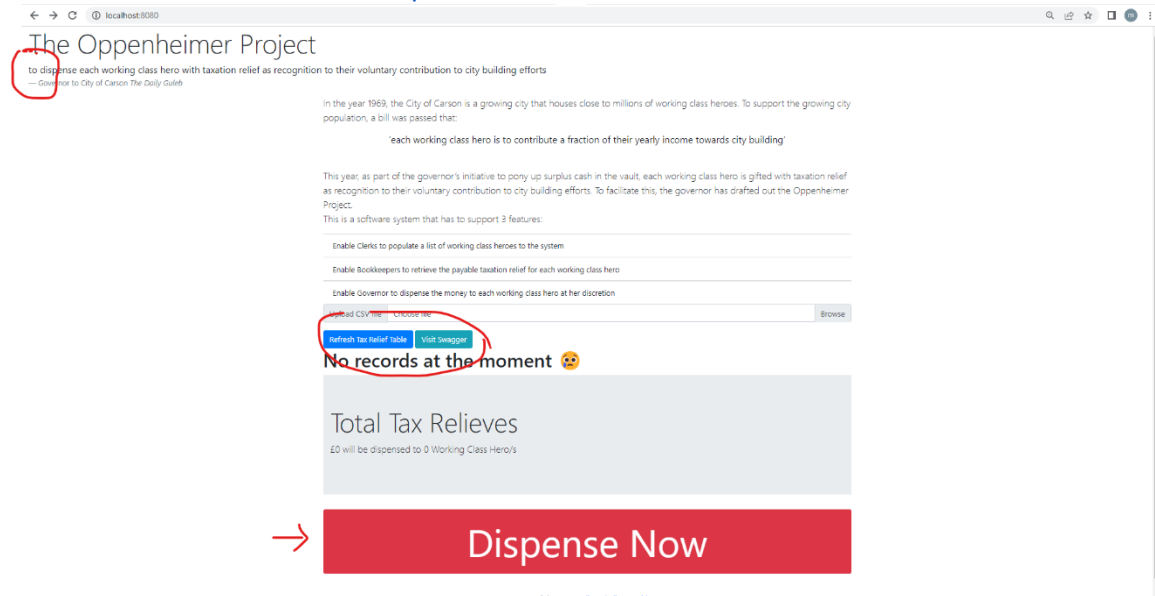 localhost:8080
The Oppenheimer Project
to dispense each working class hero with taxation relief as recognition to their voluntary contribution to city building efforts
— Governor to City of Carson The Daily Guleb
In the year 1969, the City of Carson is a growing city that houses close to millions of working class heroes. To support the growing city
population, a bill was passed that:
'each working class hero is to contribute a fraction of their yearly income towards city building'
This year, as part of the governor's initiative to pony up surplus cash in the vault, each working class hero is gifted with taxation relief
as recognition to their voluntary contribution to city building efforts. To facilitate this, the governor has drafted out the Oppenheimer
Project.
This is a software system that has to support 3 features:
Enable Clerks to populate a list of working class heroes to the system
Enable Bookkeepers to retrieve the payable taxation relief for each working class hero
Enable Governor to dispense the money to each working class hero at her discretion
Upload CSV file Choose file Browse
Refresh Tax Relief Table Visit Swagger
No records at the moment 😢
Total Tax Relieves
£0 will be dispensed to 0 Working Class Hero/s
Dispense Now